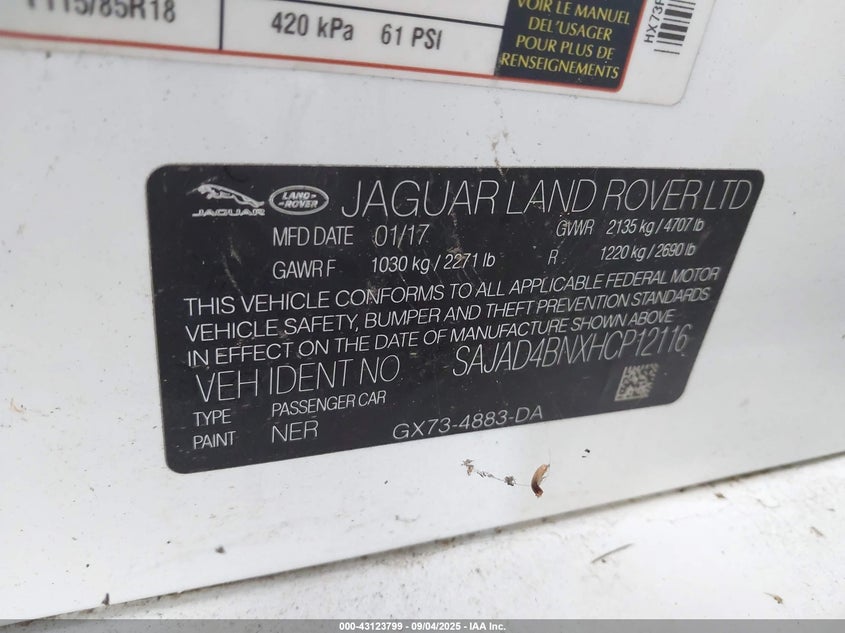 T115/85R18
420 kPa 61 PSI
VOIR LE MANUEL
DEL'USAGER
POUR PLUS DE
RENSEIGNEMENTS
JAGUAR
LAND
ROVER
JAGUAR LAND ROVER LTD
MFD DATE 01/17 GVWR 2135 kg / 4707 lb
GAWR F 1030 kg / 2271 lb R 1220 kg / 2690 lb
THIS VEHICLE CONFORMS TO ALL APPLICABLE FEDERAL MOTOR
VEHICLE SAFETY, BUMPER AND THEFT PREVENTION STANDARDS
IN EFFECT ON THE DATE OF MANUFACTURE SHOWN ABOVE
VEH IDENT NO SAJAD4BNXHCP12116
TYPE PASSENGER CAR
PAINT NER GX73-4883-DA
000-43123799 - 09/04/2025 - IAA Inc.